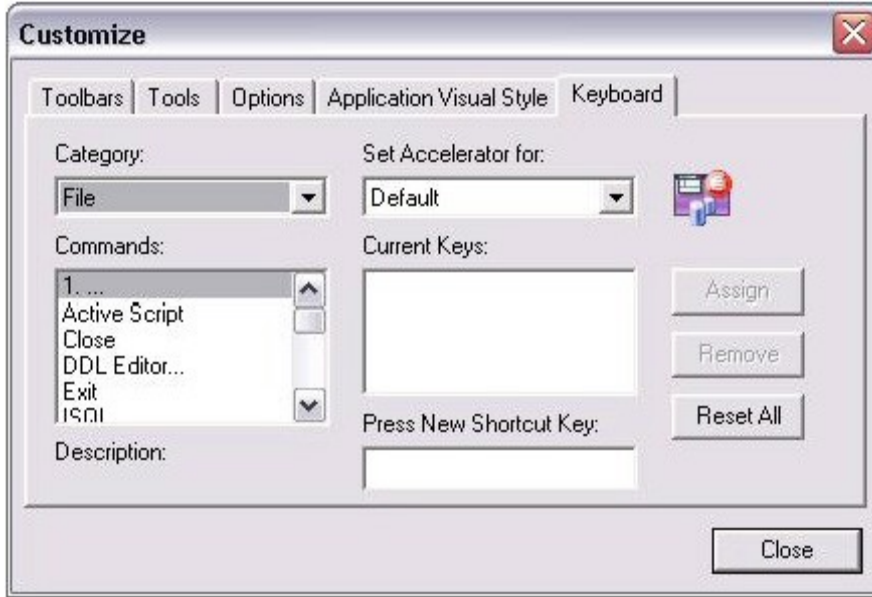 Customize
Toolbars Tools Options Application Visual Style Keyboard
Category: Set Accelerator for:
File Default
Commands: Current Keys:
1. ...
Active Script
Close
DDL Editor...
Exit
ISQL
Assign
Remove
Reset All
Press New Shortcut Key:
Description:
Close